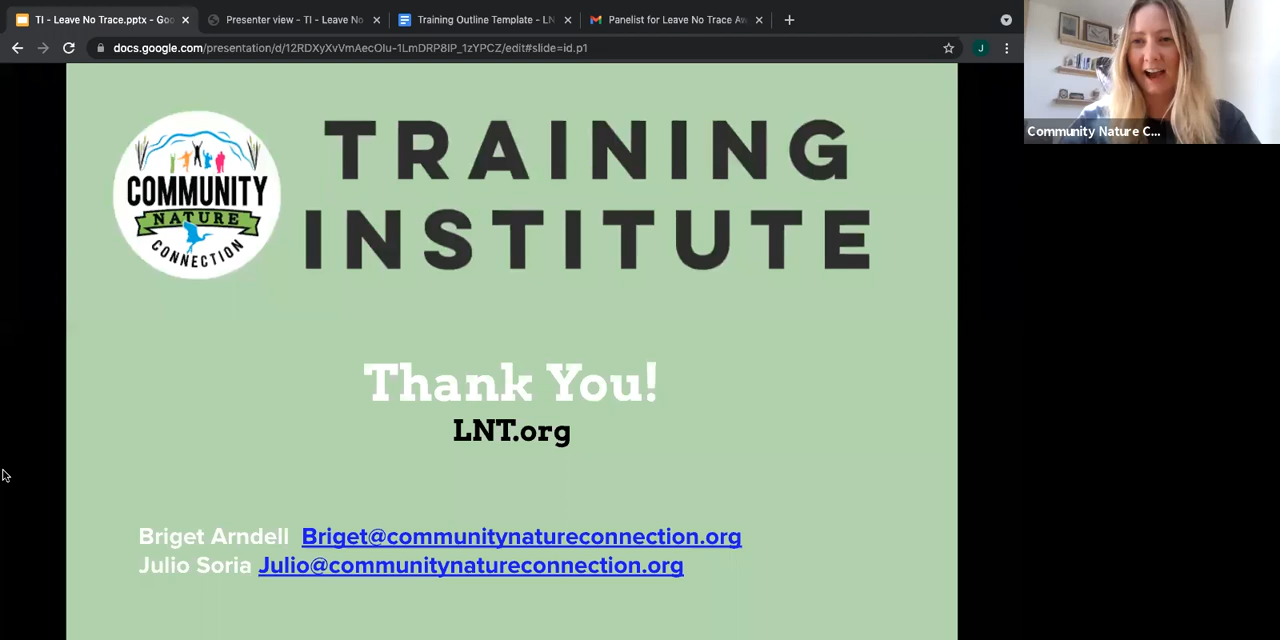 TI - Leave No Trace.pptx - Goo
Presenter view - TI - Leave No
Training Outline Template - LN
Panelist for Leave No Trace Aw
docs.google.com/presentation/d/12RDXyXvVmAecQlu-1LmDRP8IP_1zYPCZ/edit#slide=id.p1
J
Community Nature C...
COMMUNITY
NATURE
CONNECTION
TRAINING
INSTITUTE
Thank You!
LNT.org
Briget Arndell Briget@communitynatureconnection.org
Julio Soria Julio@communitynatureconnection.org